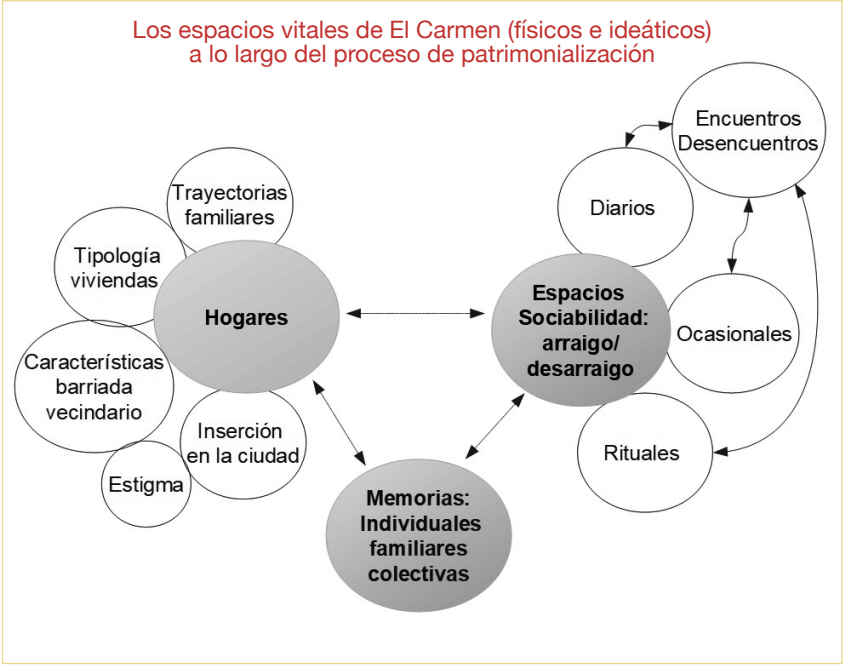 Los espacios vitales de El Carmen (físicos e ideáticos)
a lo largo del proceso de patrimonialización
Trayectorias
familiares
Tipología
viviendas
Hogares
Características
barriada
vecindario
Inserción
en la ciudad
Estigma
Memorias:
Individuales
familiares
colectivas
Espacios
Sociabilidad:
arraigo/
desarraigo
Encuentros
Desencuentros
Diarios
Ocasionales
Rituales